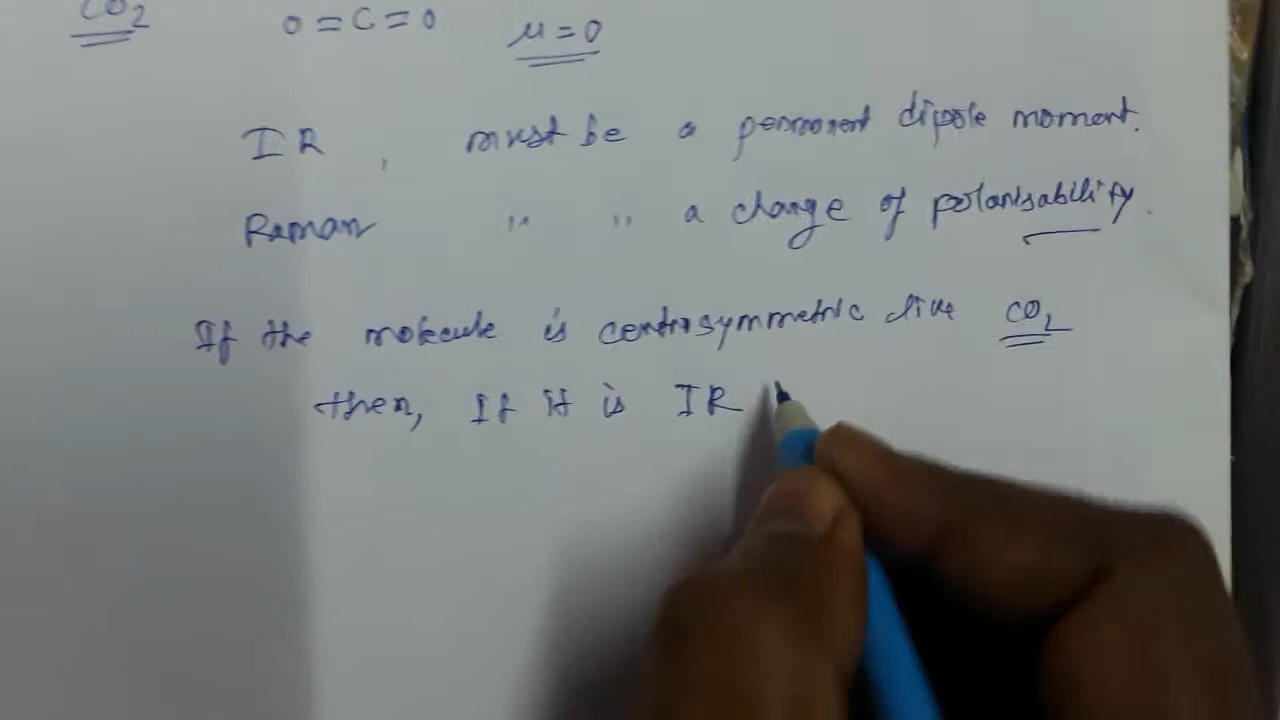 CO2 O=C=O μ=0
IR, must be a permanent dipole moment.
Raman " " a change of polarisability.
If the molecule is centrosymmetric like CO2
then, If it is IR